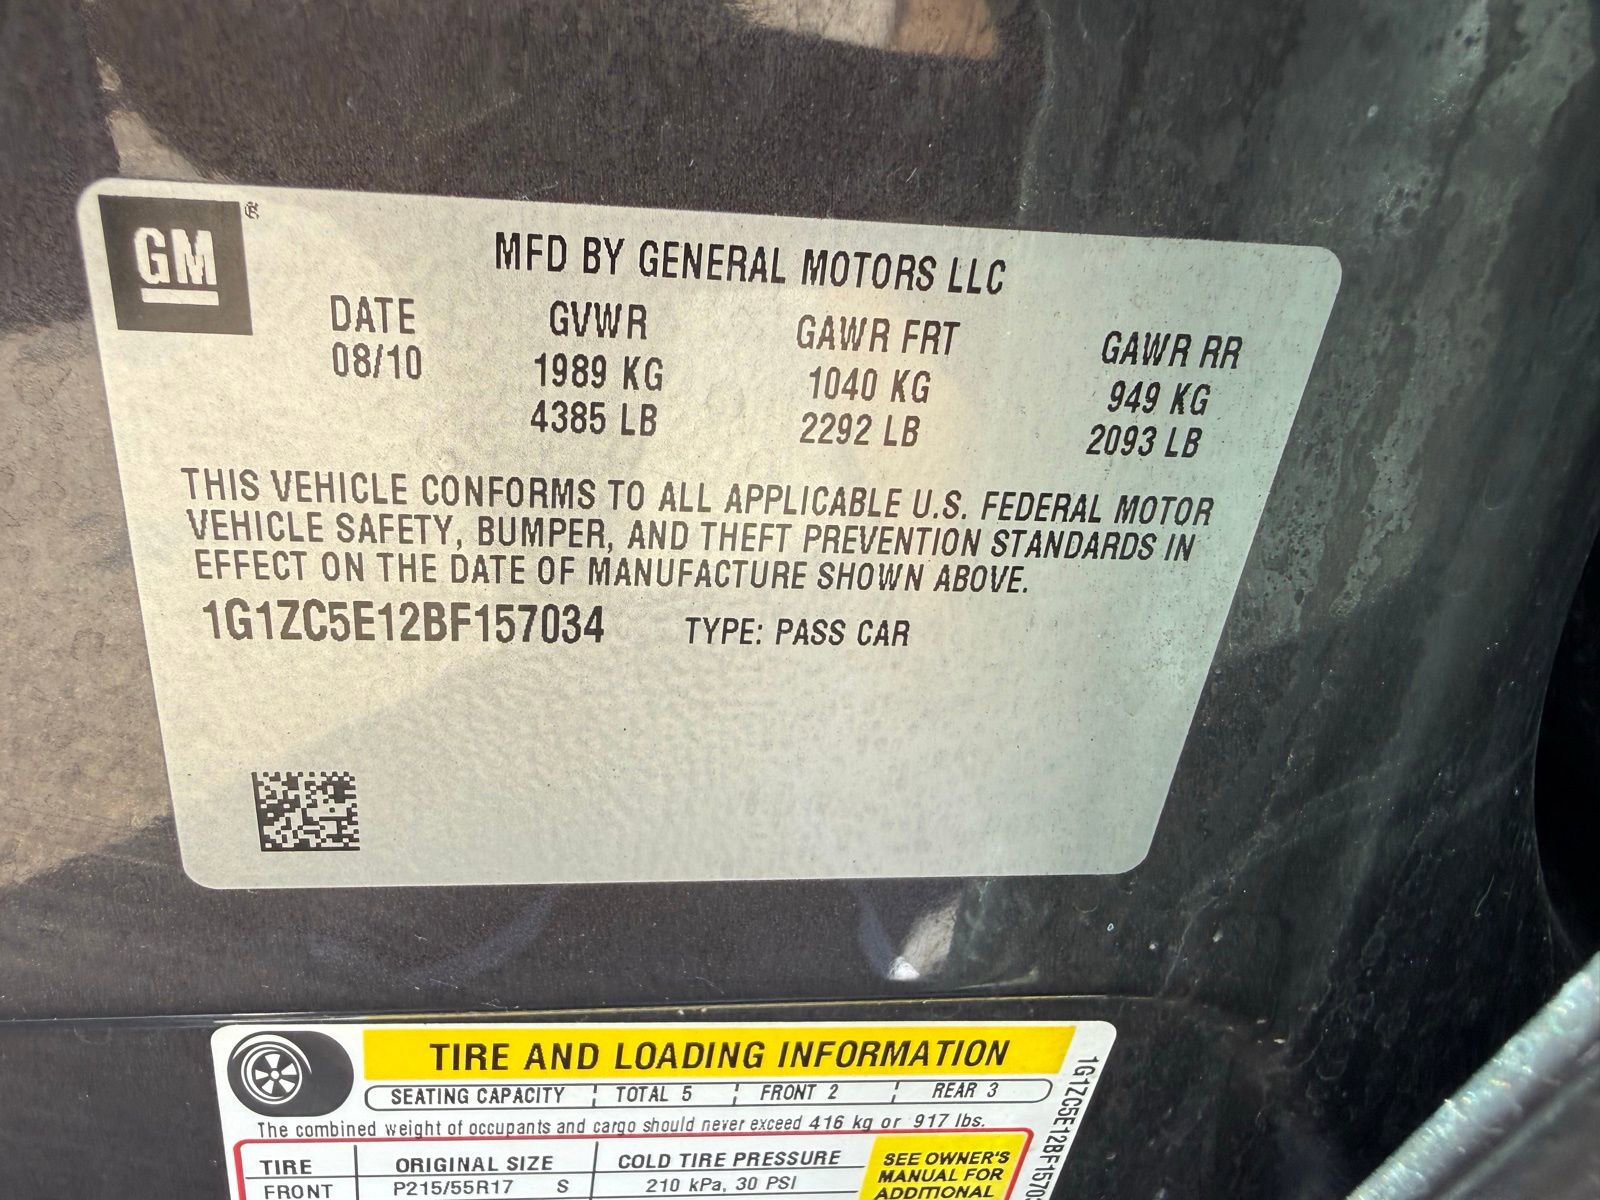 GM
MFD BY GENERAL MOTORS LLC
DATE GVWR GAWR FRT GAWR RR
08/10 1989 KG 1040 KG 949 KG
4385 LB 2292 LB 2093 LB
THIS VEHICLE CONFORMS TO ALL APPLICABLE U.S. FEDERAL MOTOR
VEHICLE SAFETY, BUMPER, AND THEFT PREVENTION STANDARDS IN
EFFECT ON THE DATE OF MANUFACTURE SHOWN ABOVE.
1G1ZC5E12BF157034 TYPE: PASS CAR
TIRE AND LOADING INFORMATION
SEATING CAPACITY TOTAL 5 FRONT 2 REAR 3
The combined weight of occupants and cargo should never exceed 416 kg or 917 lbs.
TIRE ORIGINAL SIZE COLD TIRE PRESSURE
FRONT P215/55R17 S 210 kPa, 30 PSI
SEE OWNER'S
MANUAL FOR
ADDITIONAL
1G1ZC5E12BF1570